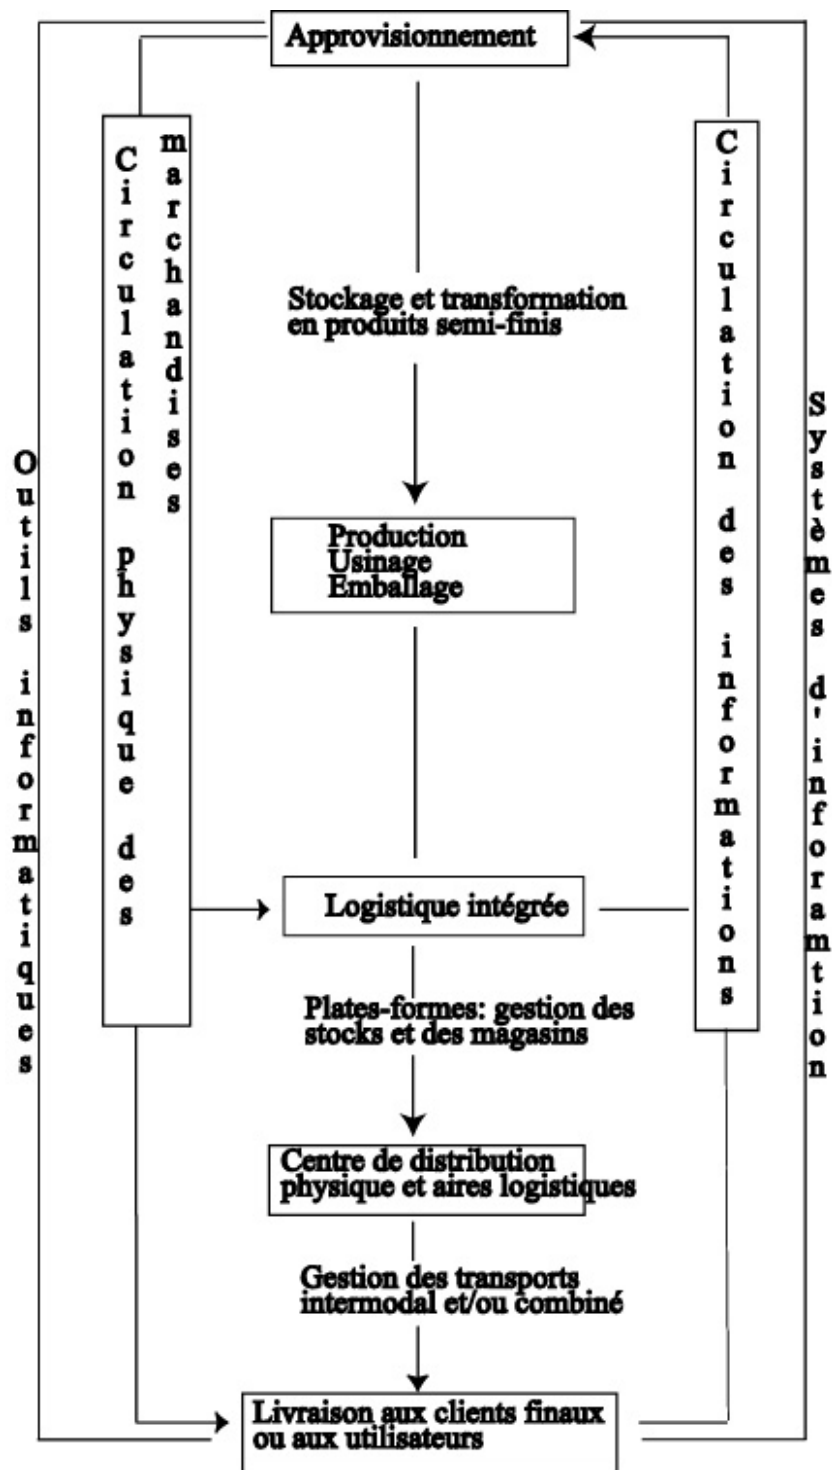 Approvisionnement
Circulation physique des
marchandises
Circulation des informations
Stockage et transformation
en produits semi-finis
Outils informatiques
Systèmes d'inforamtion
Production
Usinage
Emballage
Logistique intégrée
Plates-formes: gestion des
stocks et des magasins
Centre de distribution
physique et aires logistiques
Gestion des transports
intermodal et/ou combiné
Livraison aux clients finaux
ou aux utilisateurs